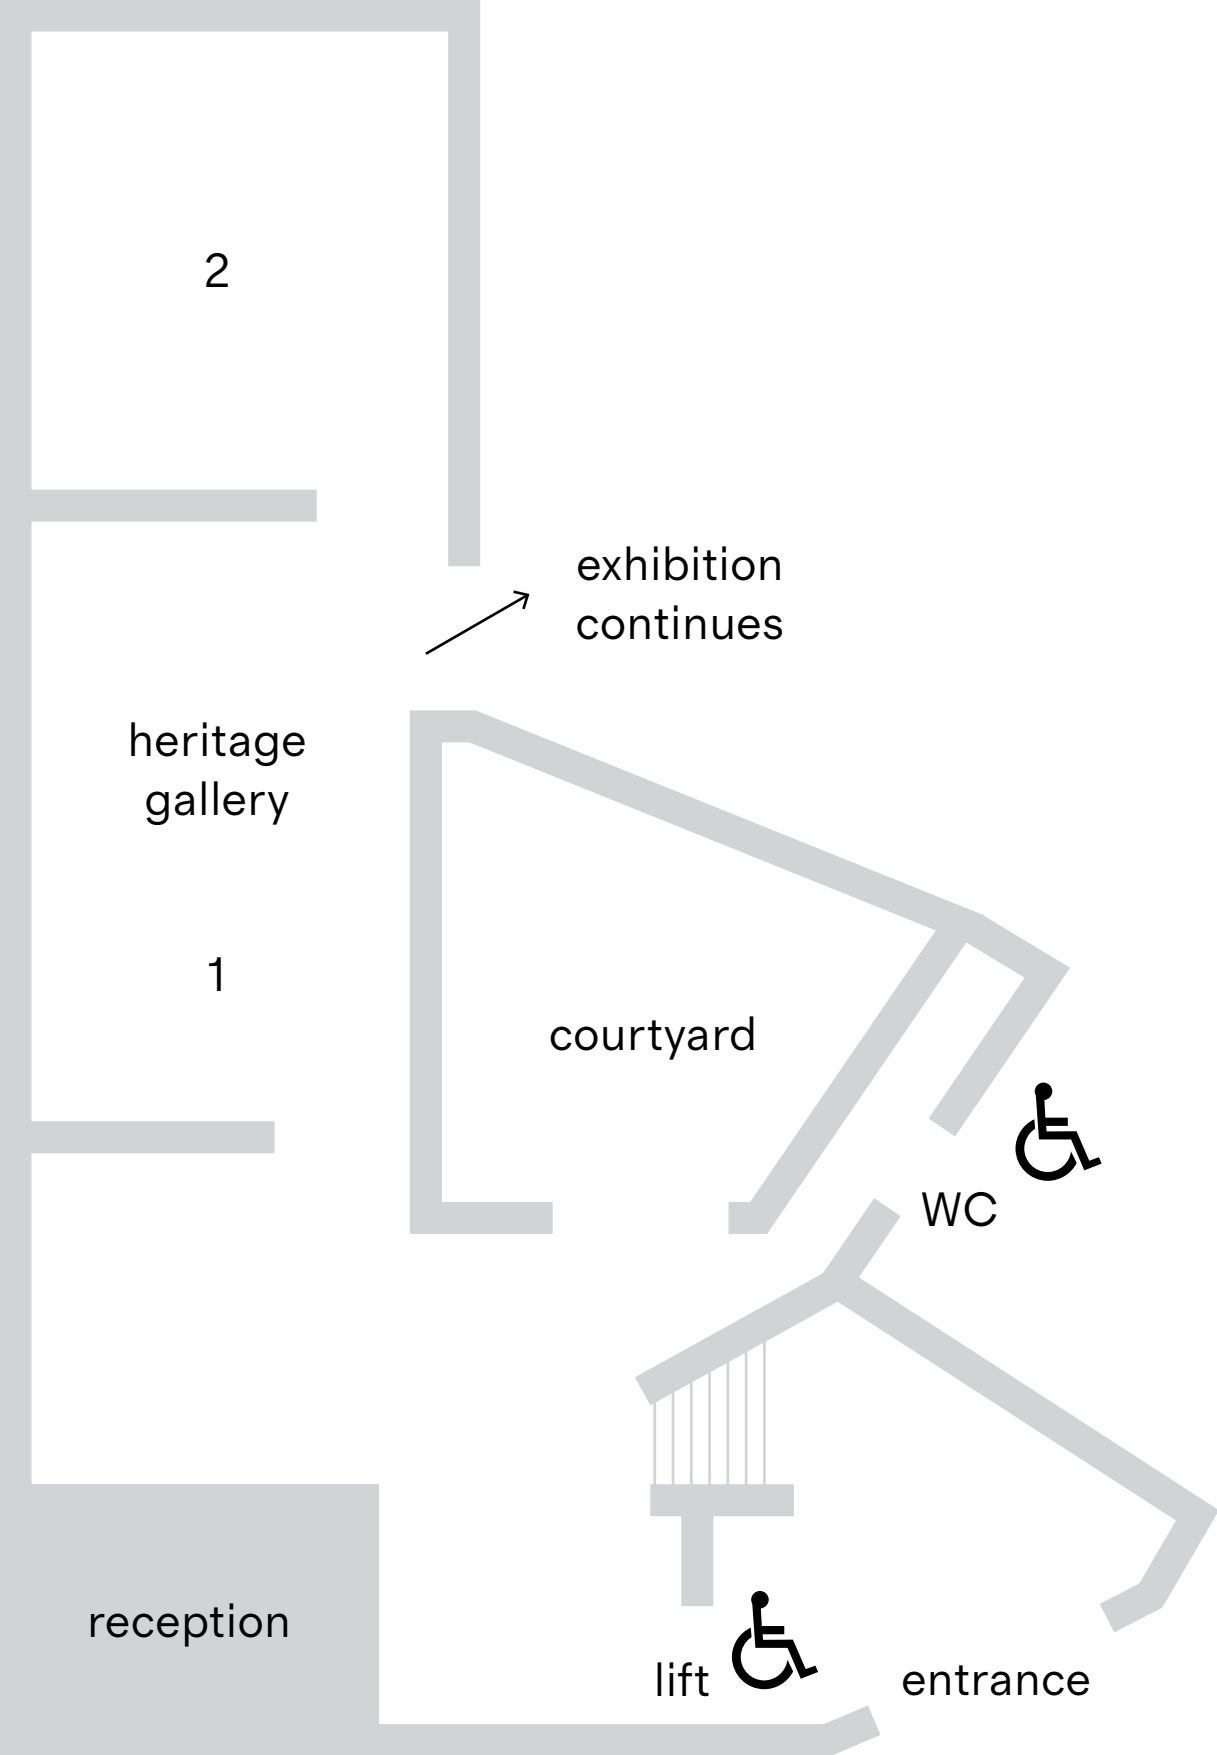 2
exhibition
continues
heritage
gallery
1
courtyard
WC
reception
lift
entrance